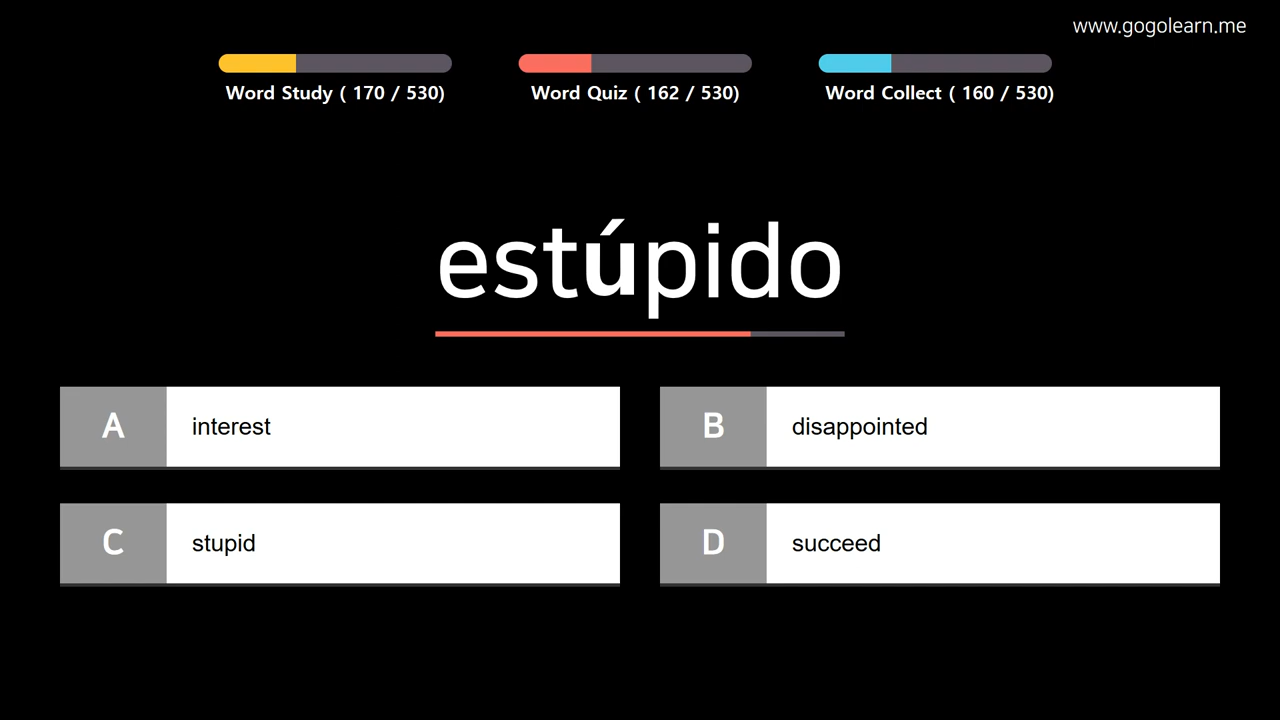 www.gogolearn.me
Word Study ( 170 / 530)
Word Quiz ( 162 / 530)
Word Collect ( 160 / 530)
estúpido
A interest
B disappointed
C stupid
D succeed